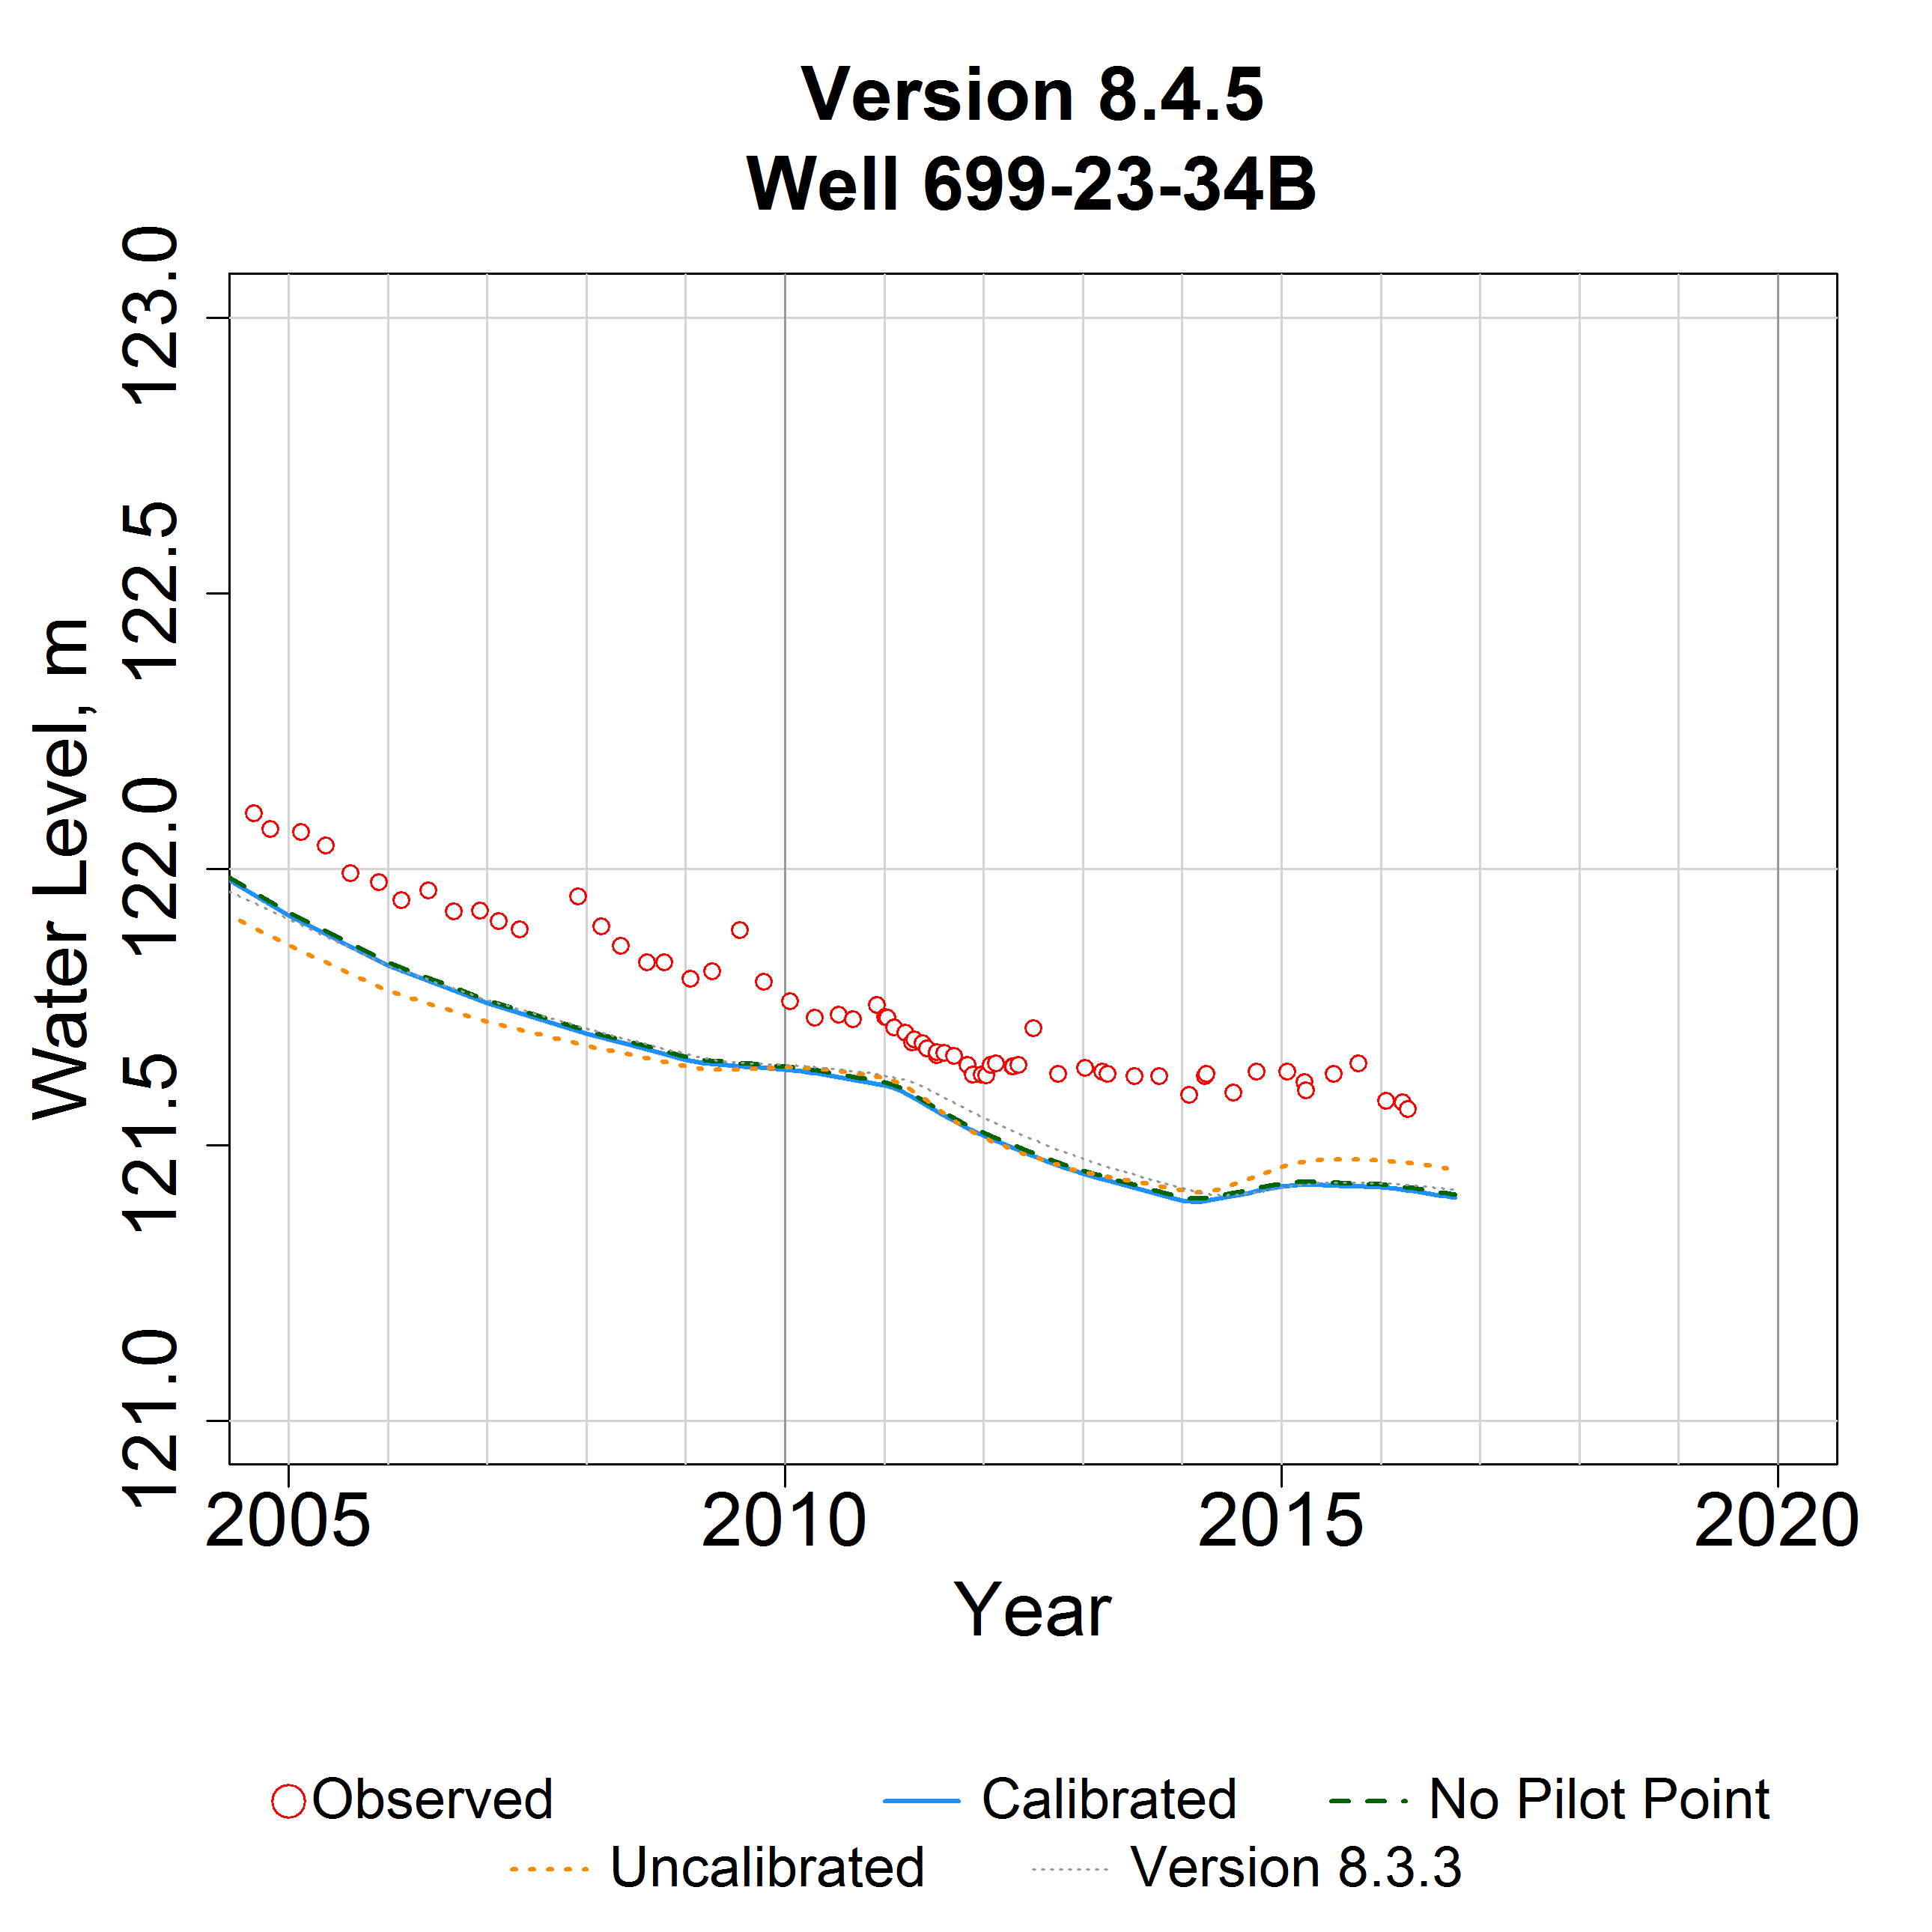 Version 8.4.5
Well 699-23-34B
Water Level, m
123.0
122.5
122.0
121.5
121.0
2005 2010 2015 2020
Year
Observed Calibrated No Pilot Point
Uncalibrated Version 8.3.3